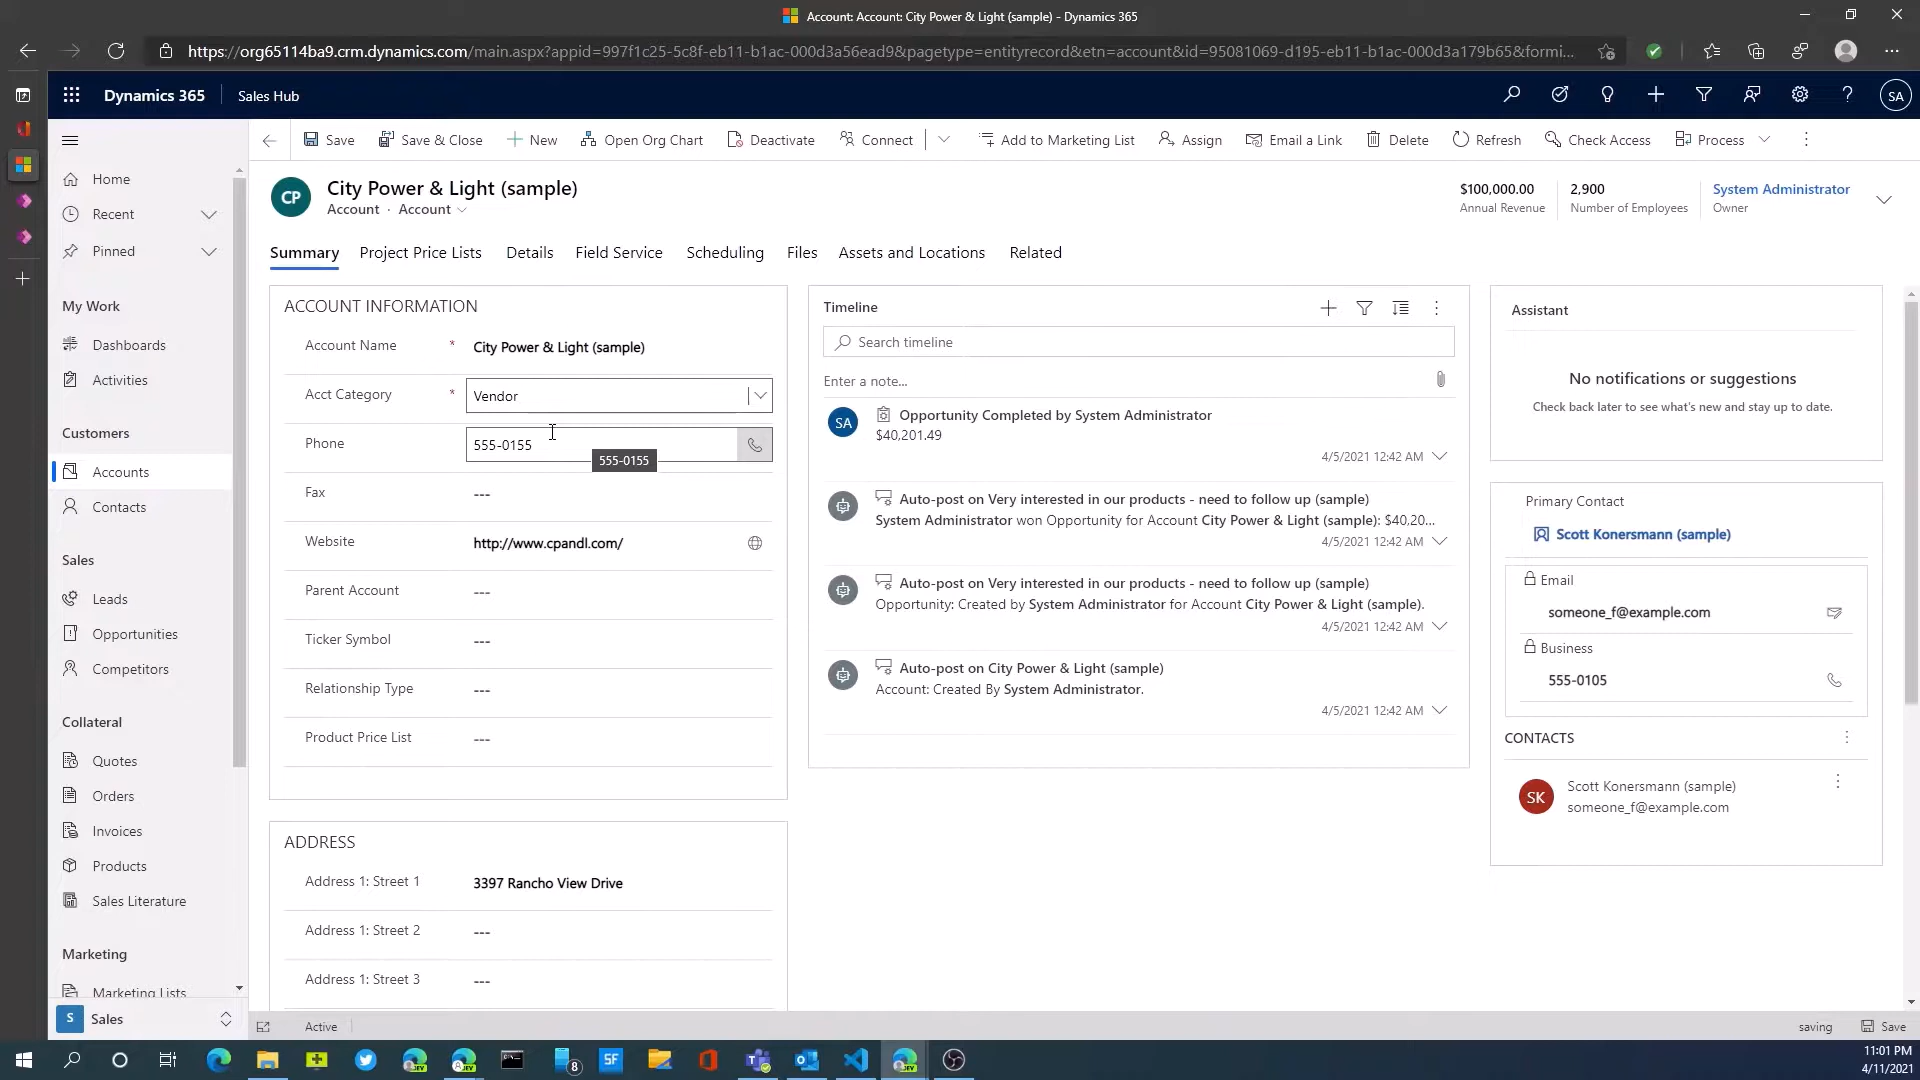 Account: Account: City Power & Light (sample) - Dynamics 365
https://org65114ba9.crm.dynamics.com/main.aspx?appid=997f1c25-5c8f-eb11-b1ac-000d3a56ead9&pagetype=entityrecord&etn=account&id=95081069-d195-eb11-b1ac-000d3a179b65&formi...
Dynamics 365
Sales Hub
SA
Save
Save & Close
New
Open Org Chart
Deactivate
Connect
Add to Marketing List
Assign
Email a Link
Delete
Refresh
Check Access
Process
Home
Recent
Pinned
My Work
Dashboards
Activities
Customers
Accounts
Contacts
Sales
Leads
Opportunities
Competitors
Collateral
Quotes
Orders
Invoices
Products
Sales Literature
Marketing
Marketing Lists
S
Sales
CP
City Power & Light (sample)
Account · Account
$100,000.00
Annual Revenue
2,900
Number of Employees
System Administrator
Owner
Summary
Project Price Lists
Details
Field Service
Scheduling
Files
Assets and Locations
Related
ACCOUNT INFORMATION
Account Name * City Power & Light (sample)
Acct Category * Vendor
Phone 555-0155
555-0155
Fax ---
Website http://www.cpandl.com/
Parent Account ---
Ticker Symbol ---
Relationship Type ---
Product Price List ---
ADDRESS
Address 1: Street 1 3397 Rancho View Drive
Address 1: Street 2 ---
Address 1: Street 3 ---
Timeline
Search timeline
Enter a note...
SA
Opportunity Completed by System Administrator
$40,201.49
4/5/2021 12:42 AM
Auto-post on Very interested in our products - need to follow up (sample)
System Administrator won Opportunity for Account City Power & Light (sample): $40,20...
4/5/2021 12:42 AM
Auto-post on Very interested in our products - need to follow up (sample)
Opportunity: Created by System Administrator for Account City Power & Light (sample).
4/5/2021 12:42 AM
Auto-post on City Power & Light (sample)
Account: Created By System Administrator.
4/5/2021 12:42 AM
Assistant
No notifications or suggestions
Check back later to see what's new and stay up to date.
Primary Contact
Scott Konersmann (sample)
Email
someone_f@example.com
Business
555-0105
CONTACTS
SK
Scott Konersmann (sample)
someone_f@example.com
Active
saving
Save
SF
8
11:01 PM
4/11/2021